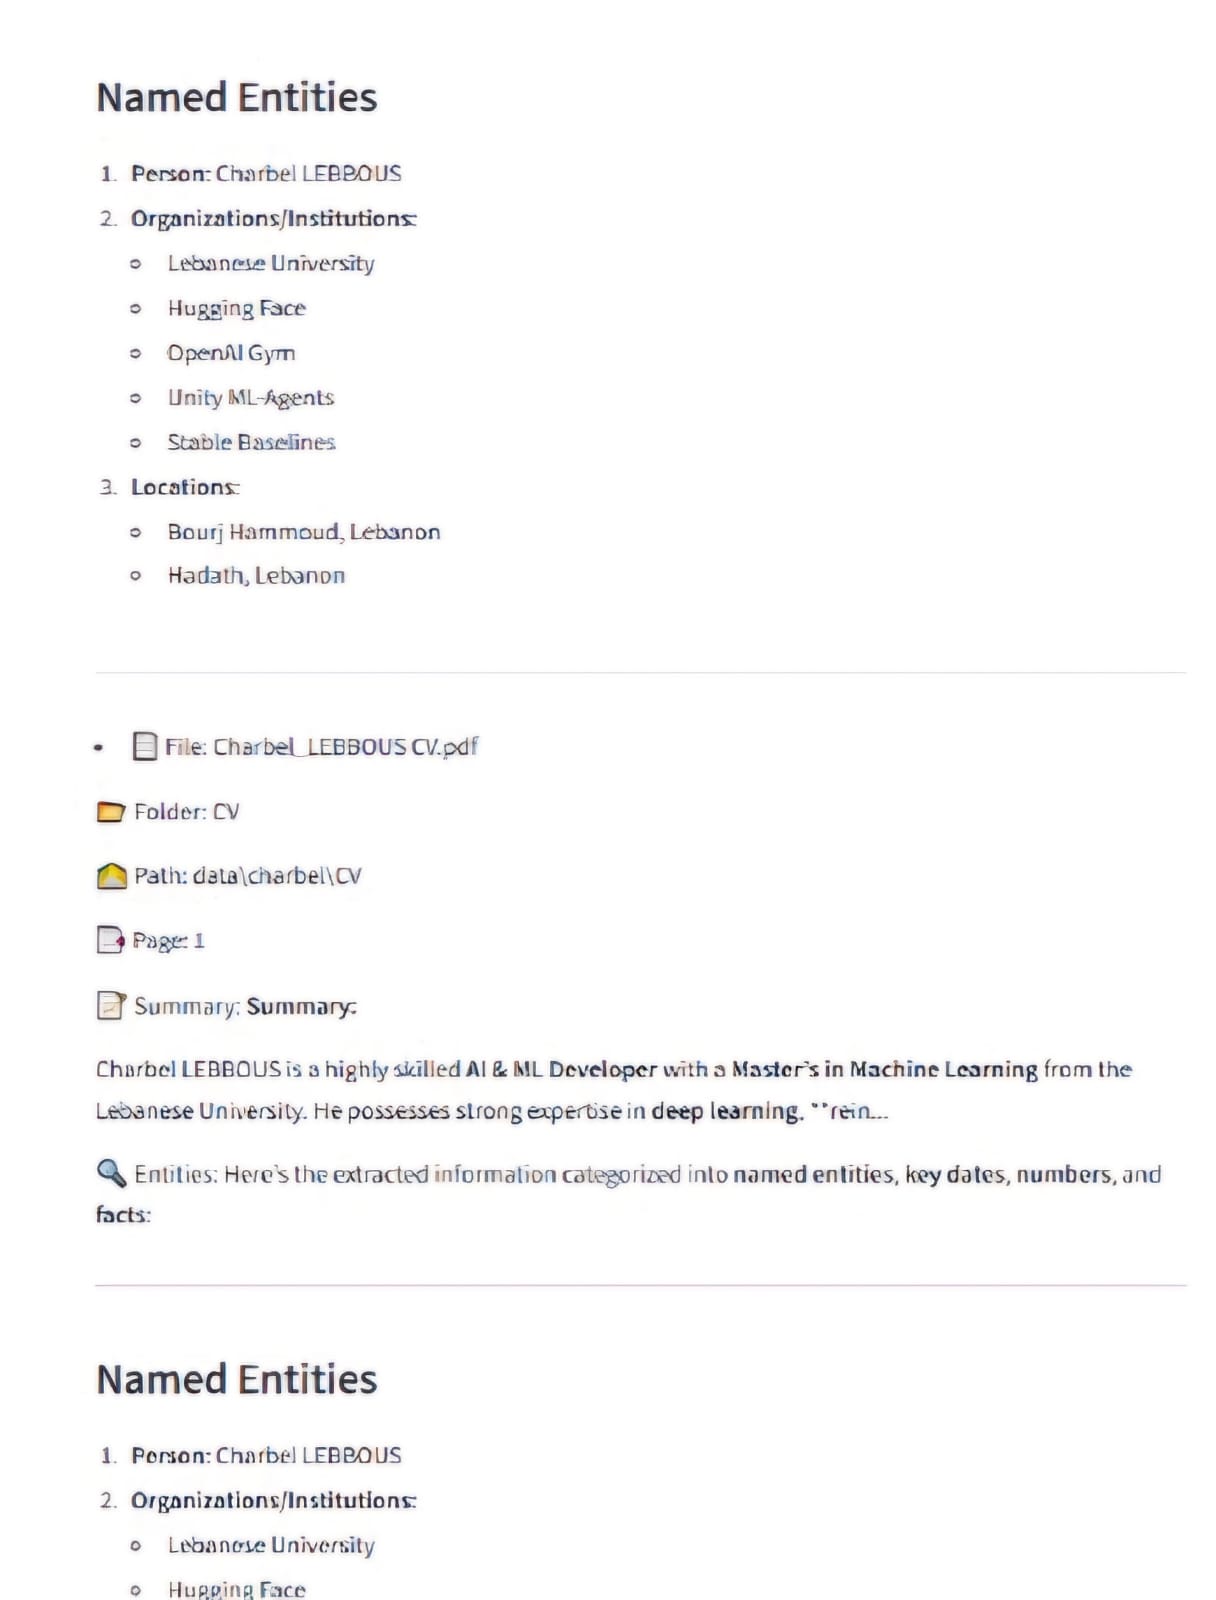 Named Entities
1. Person: Charbel LEBBOUS
2. Organizations/Institutions:
Lebanese University
Hugging Face
OpenAI Gym
Unity ML-Agents
Stable Baselines
3. Locations:
Bourj Hammoud, Lebanon
Hadath, Lebanon
File: Charbel_LEBBOUS CV.pdf
Folder: CV
Path: data\charbel\CV
Page: 1
Summary: Summary:
Charbel LEBBOUS is a highly skilled AI & ML Developer with a Master's in Machine Learning from the
Lebanese University. He possesses strong expertise in deep learning, **rein...
Entities: Here's the extracted information categorized into named entities, key dates, numbers, and
facts:
Named Entities
1. Person: Charbel LEBBOUS
2. Organizations/Institutions:
Lebanese University
Hugging Face